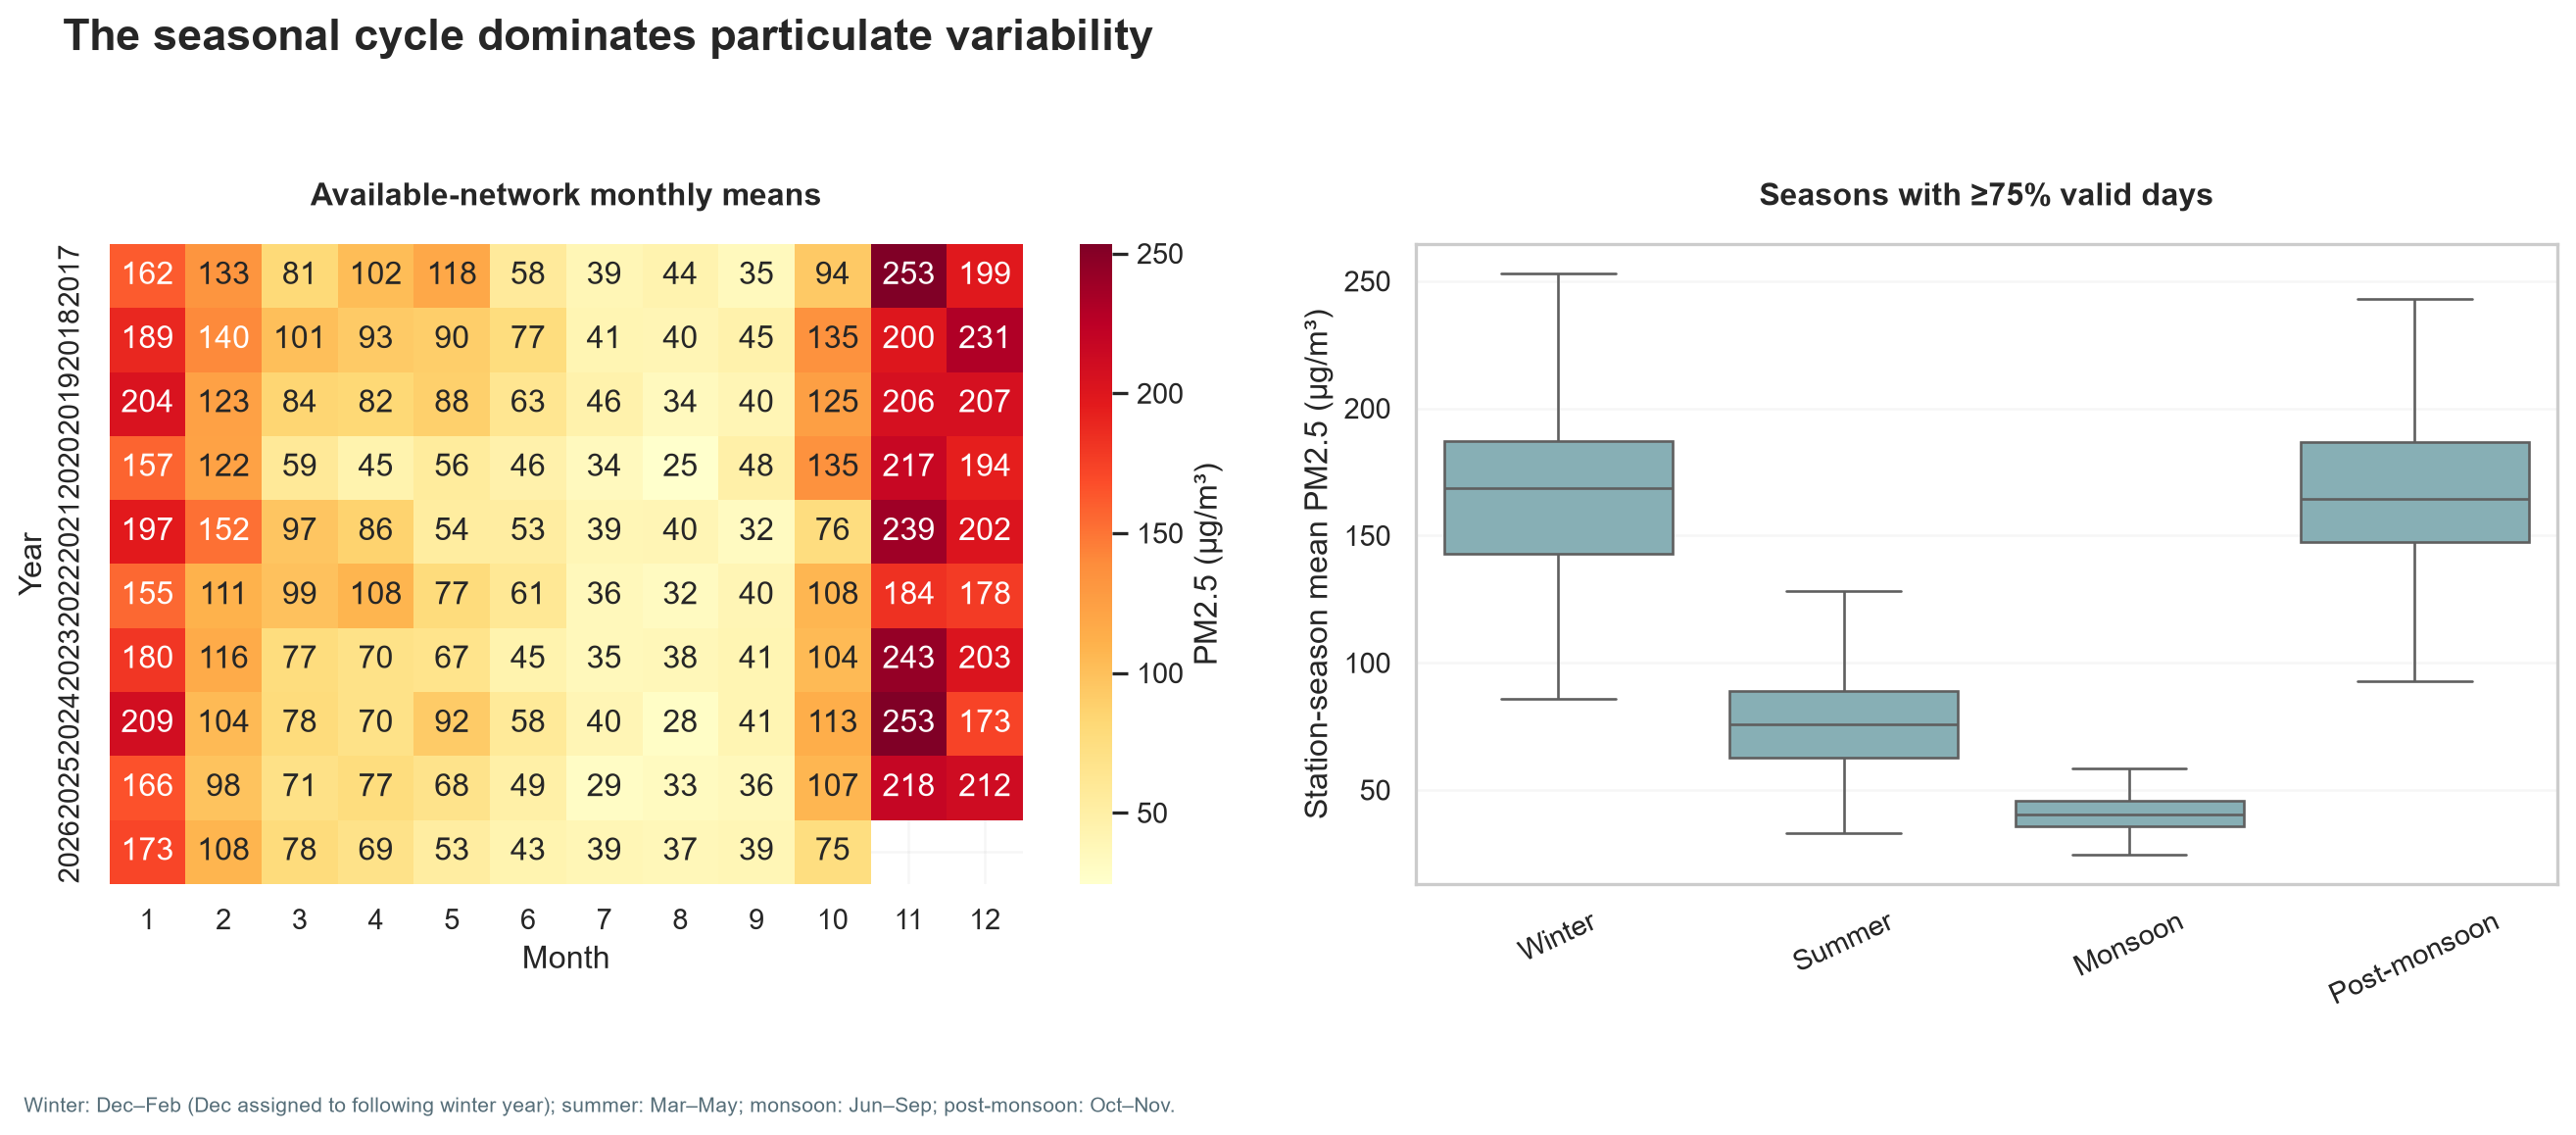 The seasonal cycle dominates particulate variability
Available-network monthly means
Year
2017 162 133 81 102 118 58 39 44 35 94 253 199
2018 189 140 101 93 90 77 41 40 45 135 200 231
2019 204 123 84 82 88 63 46 34 40 125 206 207
2020 157 122 59 45 56 46 34 25 48 135 217 194
2021 197 152 97 86 54 53 39 40 32 76 239 202
2022 155 111 99 108 77 61 36 32 40 108 184 178
2023 180 116 77 70 67 45 35 38 41 104 243 203
2024 209 104 78 70 92 58 40 28 41 113 253 173
2025 166 98 71 77 68 49 29 33 36 107 218 212
2026 173 108 78 69 53 43 39 37 39 75
1 2 3 4 5 6 7 8 9 10 11 12
Month
250
200
150
100
50
PM2.5 (µg/m³)
Seasons with ≥75% valid days
Station-season mean PM2.5 (µg/m³)
250
200
150
100
50
Winter Summer Monsoon Post-monsoon
Winter: Dec–Feb (Dec assigned to following winter year); summer: Mar–May; monsoon: Jun–Sep; post-monsoon: Oct–Nov.